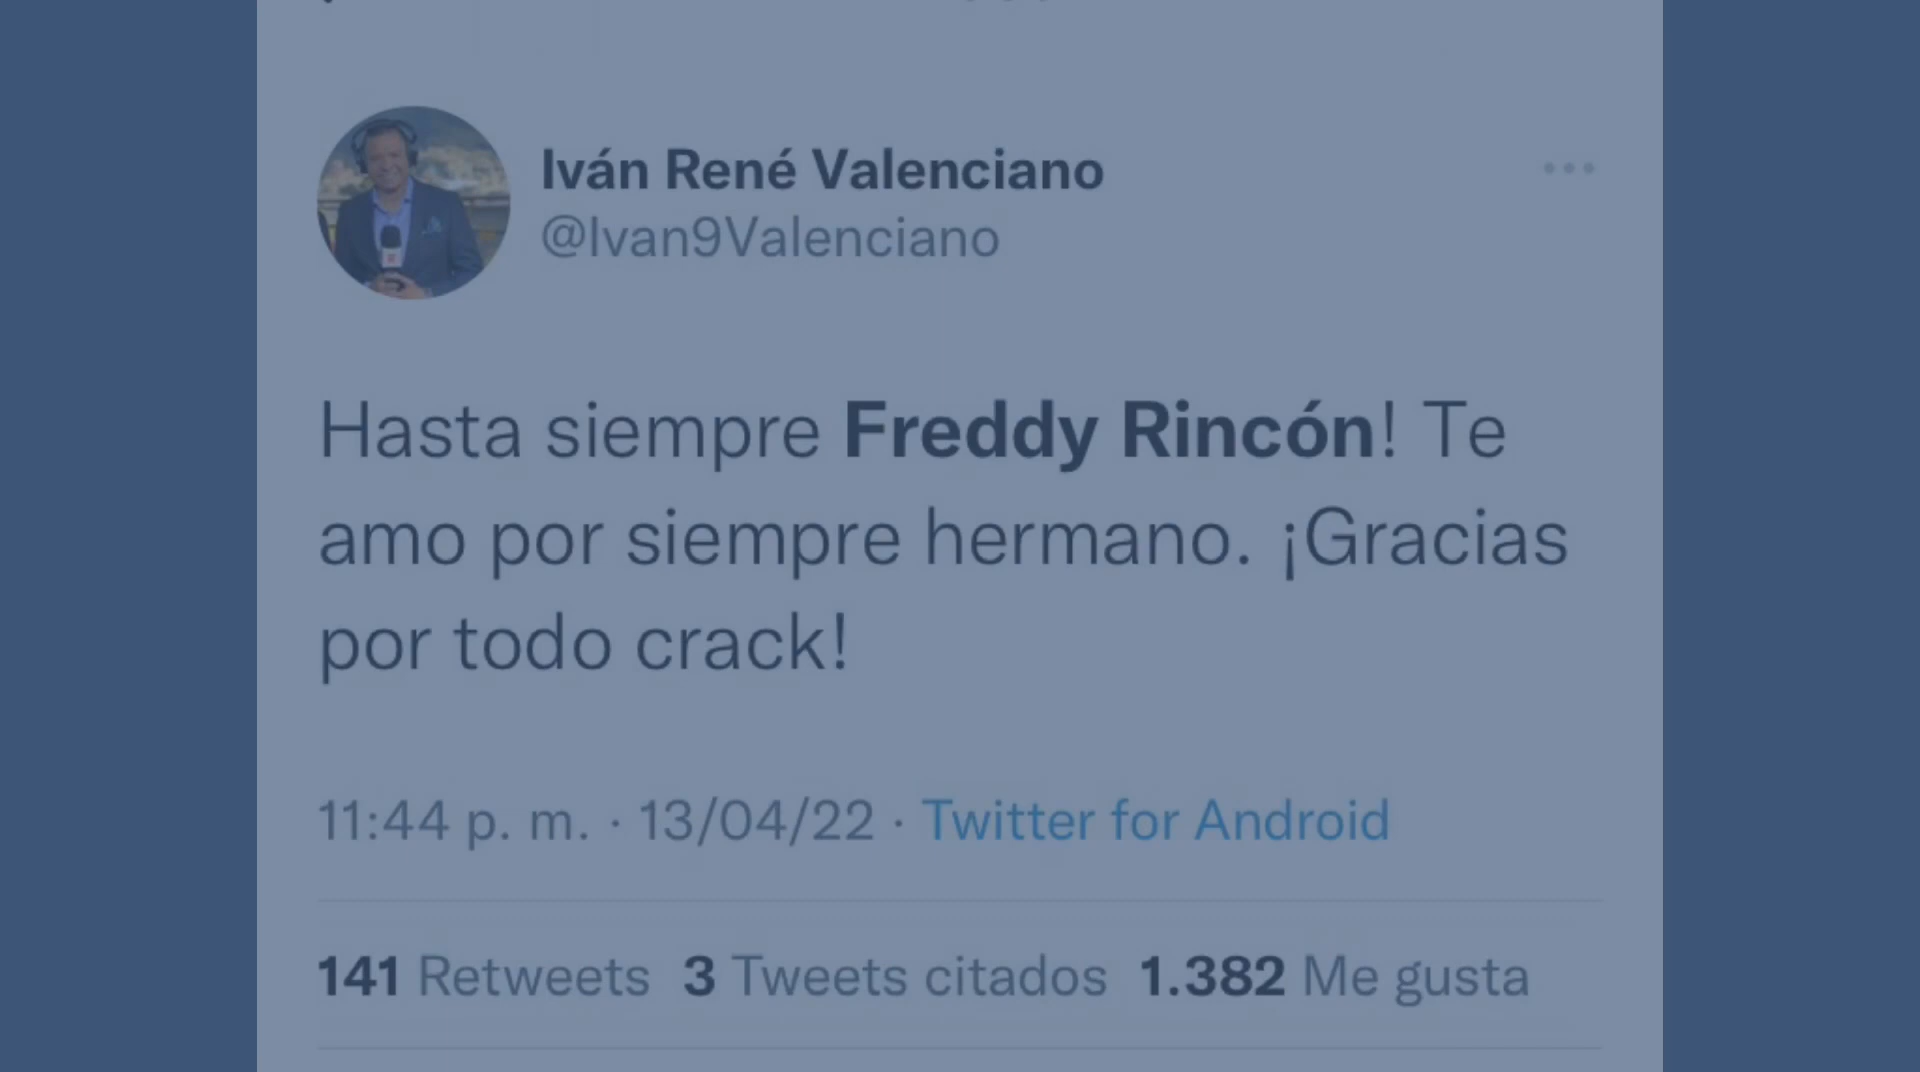 Iván René Valenciano
@Ivan9Valenciano
Hasta siempre Freddy Rincón! Te
amo por siempre hermano. ¡Gracias
por todo crack!
11:44 p. m. · 13/04/22 · Twitter for Android
141 Retweets 3 Tweets citados 1.382 Me gusta